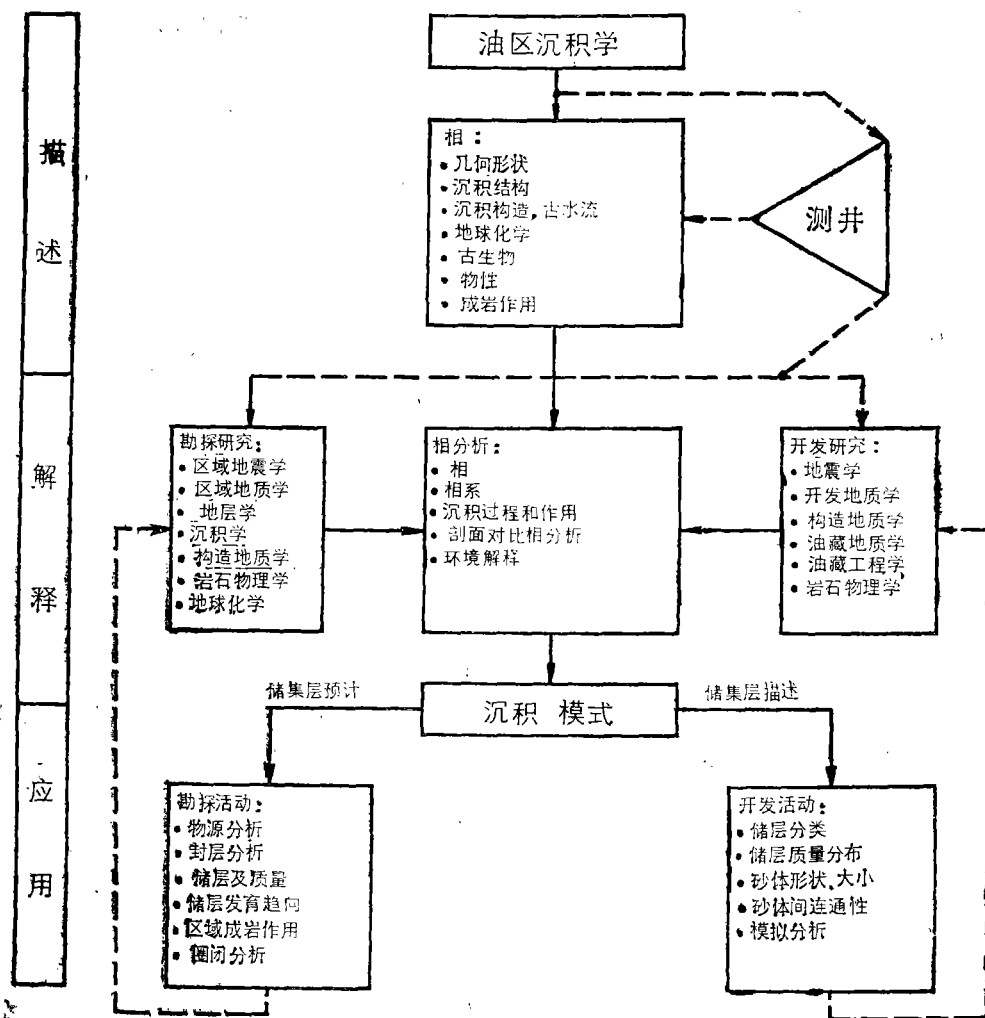 油区沉积学
描
述
相：
• 几何形状
• 沉积结构
• 沉积构造，古水流
• 地球化学
• 古生物
• 物性
• 成岩作用
测井
解
释
勘探研究：
• 区域地震学
• 区域地质学
• 地层学
• 沉积学
• 构造地质学
• 岩石物理学
• 地球化学
相分析：
• 相
• 相系
• 沉积过程和作用
• 剖面对比相分析
• 环境解释
开发研究：
• 地震学
• 开发地质学
• 构造地质学
• 油藏地质学
• 油藏工程学
• 岩石物理学
储集层预计
沉积 模式
储集层描述
应
用
勘探活动：
• 物源分析
• 封层分析
• 储层及质量
• 储层发育趋向
• 区域成岩作用
• 圈闭分析
开发活动：
• 储层分类
• 储层质量分布
• 砂体形状、大小
• 砂体间连通性
• 模拟分析